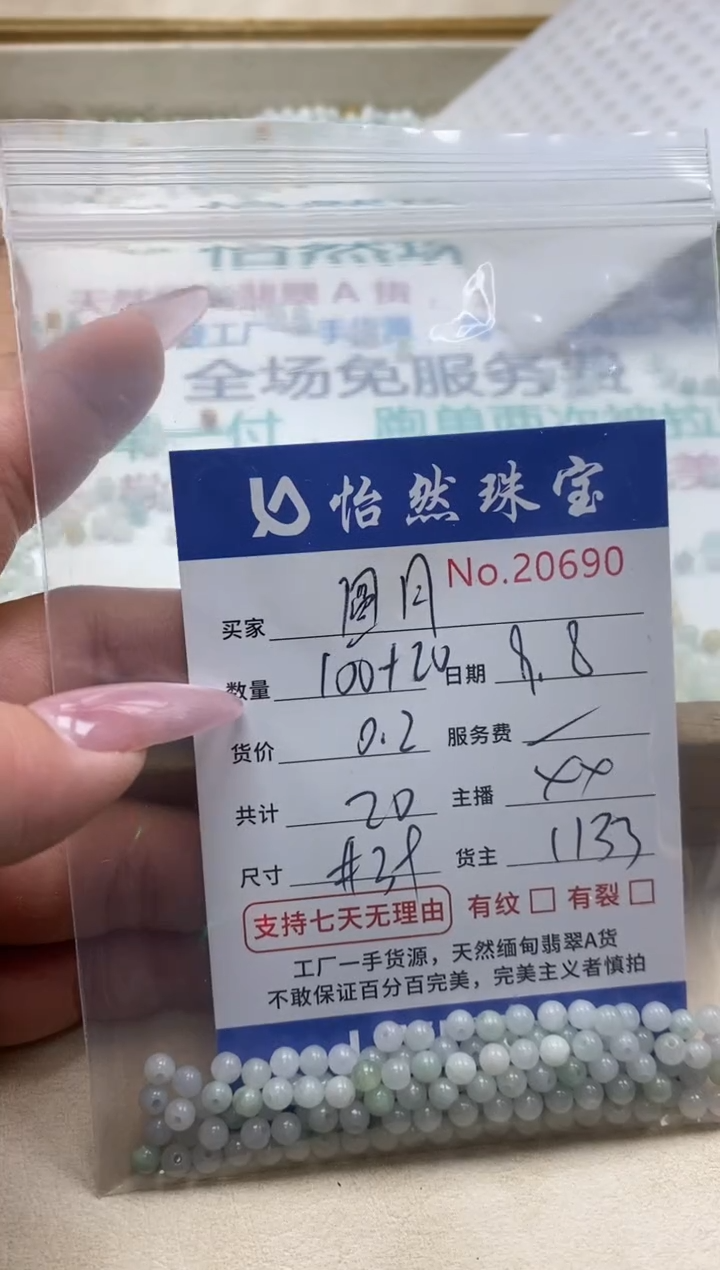 全场免服务费
怡然珠宝
No.20690
买家
数量 100+20 日期 8.8
货价 0.2 服务费 /
共计 20 主播 xx
尺寸 货主 1133
支持七天无理由 有纹 □ 有裂 □
工厂一手货源，天然缅甸翡翠A货
不敢保证百分百完美，完美主义者慎拍